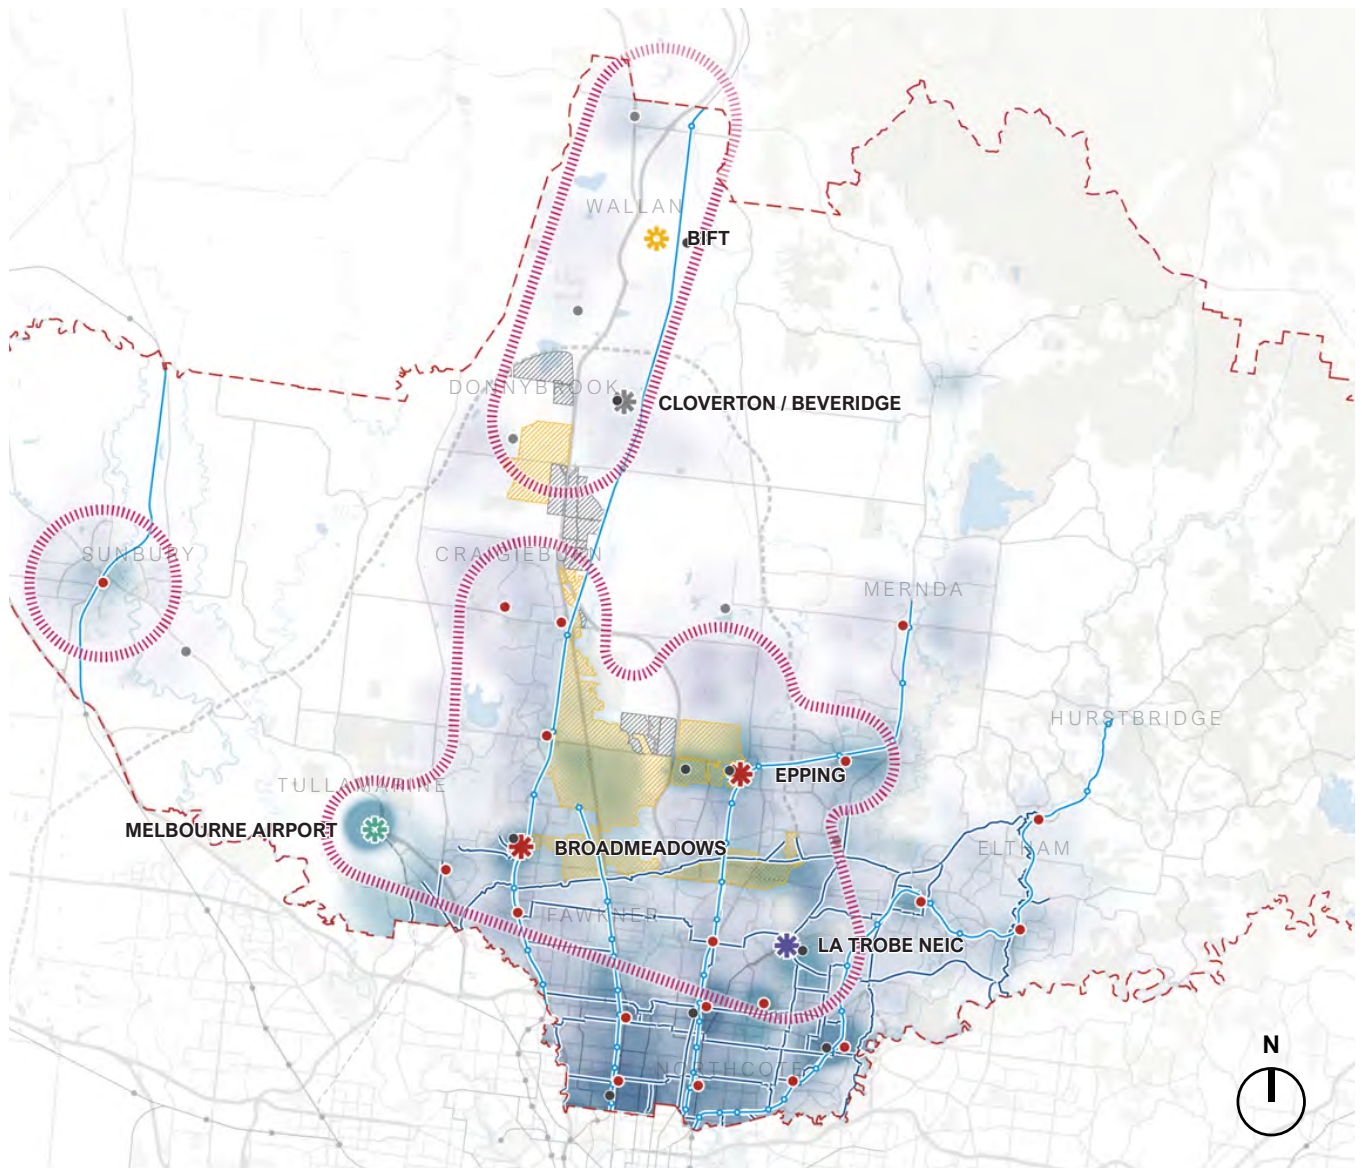 WALLAN
BIFT
DONNYBROOK
CLOVERTON / BEVERIDGE
SUNBURY
CRAIGIEBURN
MERNDA
HURSTBRIDGE
TULLAMARINE
EPPING
MELBOURNE AIRPORT
BROADMEADOWS
ELTHAM
FAWKNER
LA TROBE NEIC
NORTHCOTE
N